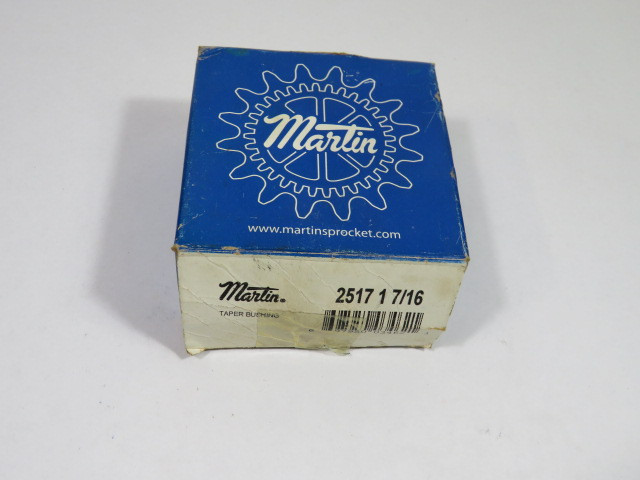 Martin
www.martinsprocket.com
Martin®
2517 1 7/16
TAPER BUSHING